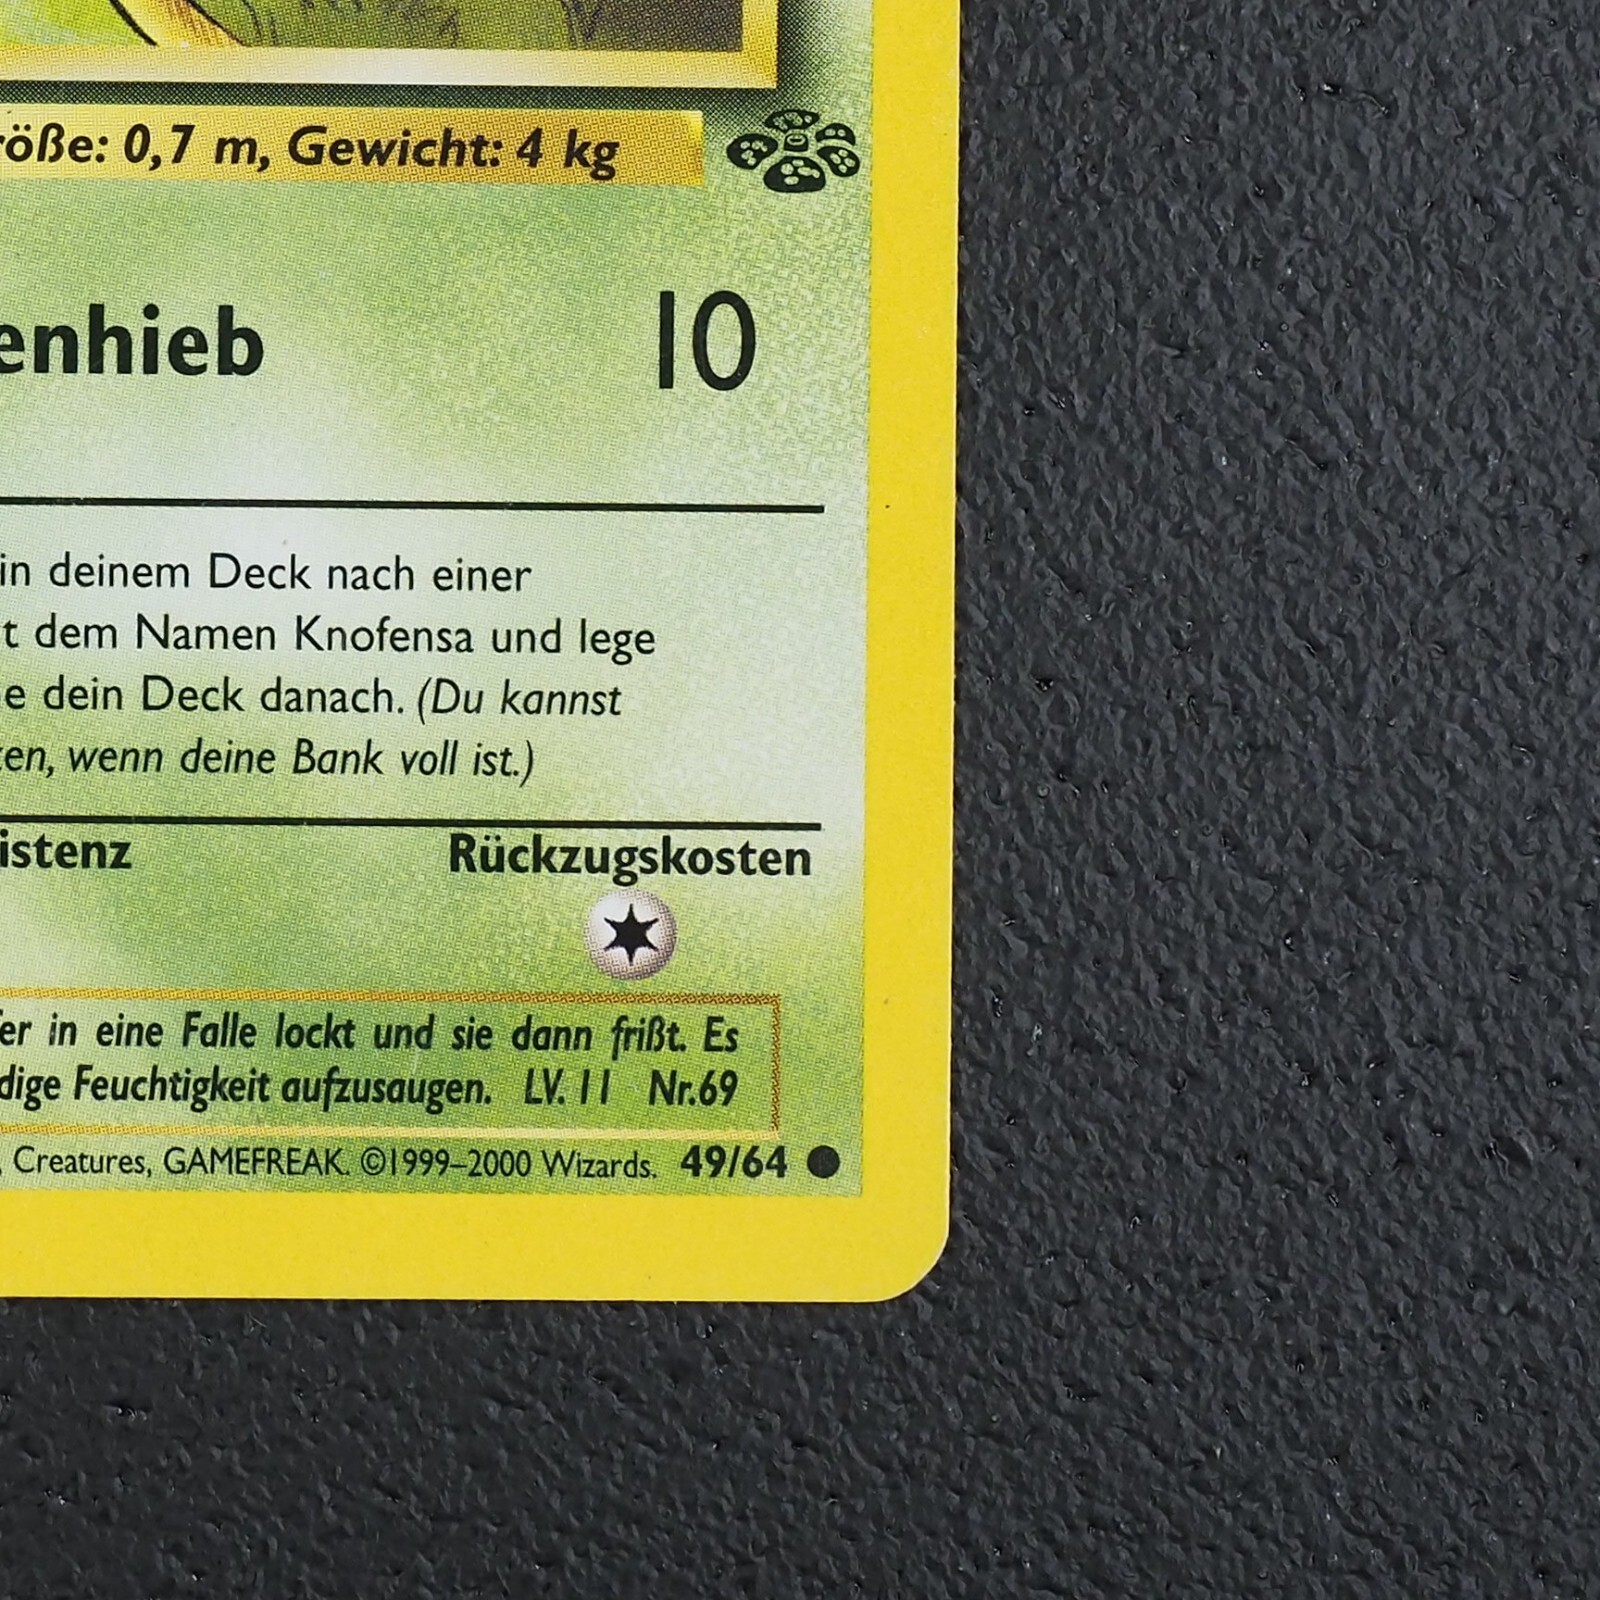 röße: 0,7 m, Gewicht: 4 kg
enhieb 10
in deinem Deck nach einer
t dem Namen Knofensa und lege
e dein Deck danach. (Du kannst
en, wenn deine Bank voll ist.)
istenz Rückzugskosten
er in eine Falle lockt und sie dann frißt. Es
dige Feuchtigkeit aufzusaugen. LV. 11 Nr.69
, Creatures, GAMEFREAK. ©1999–2000 Wizards. 49/64